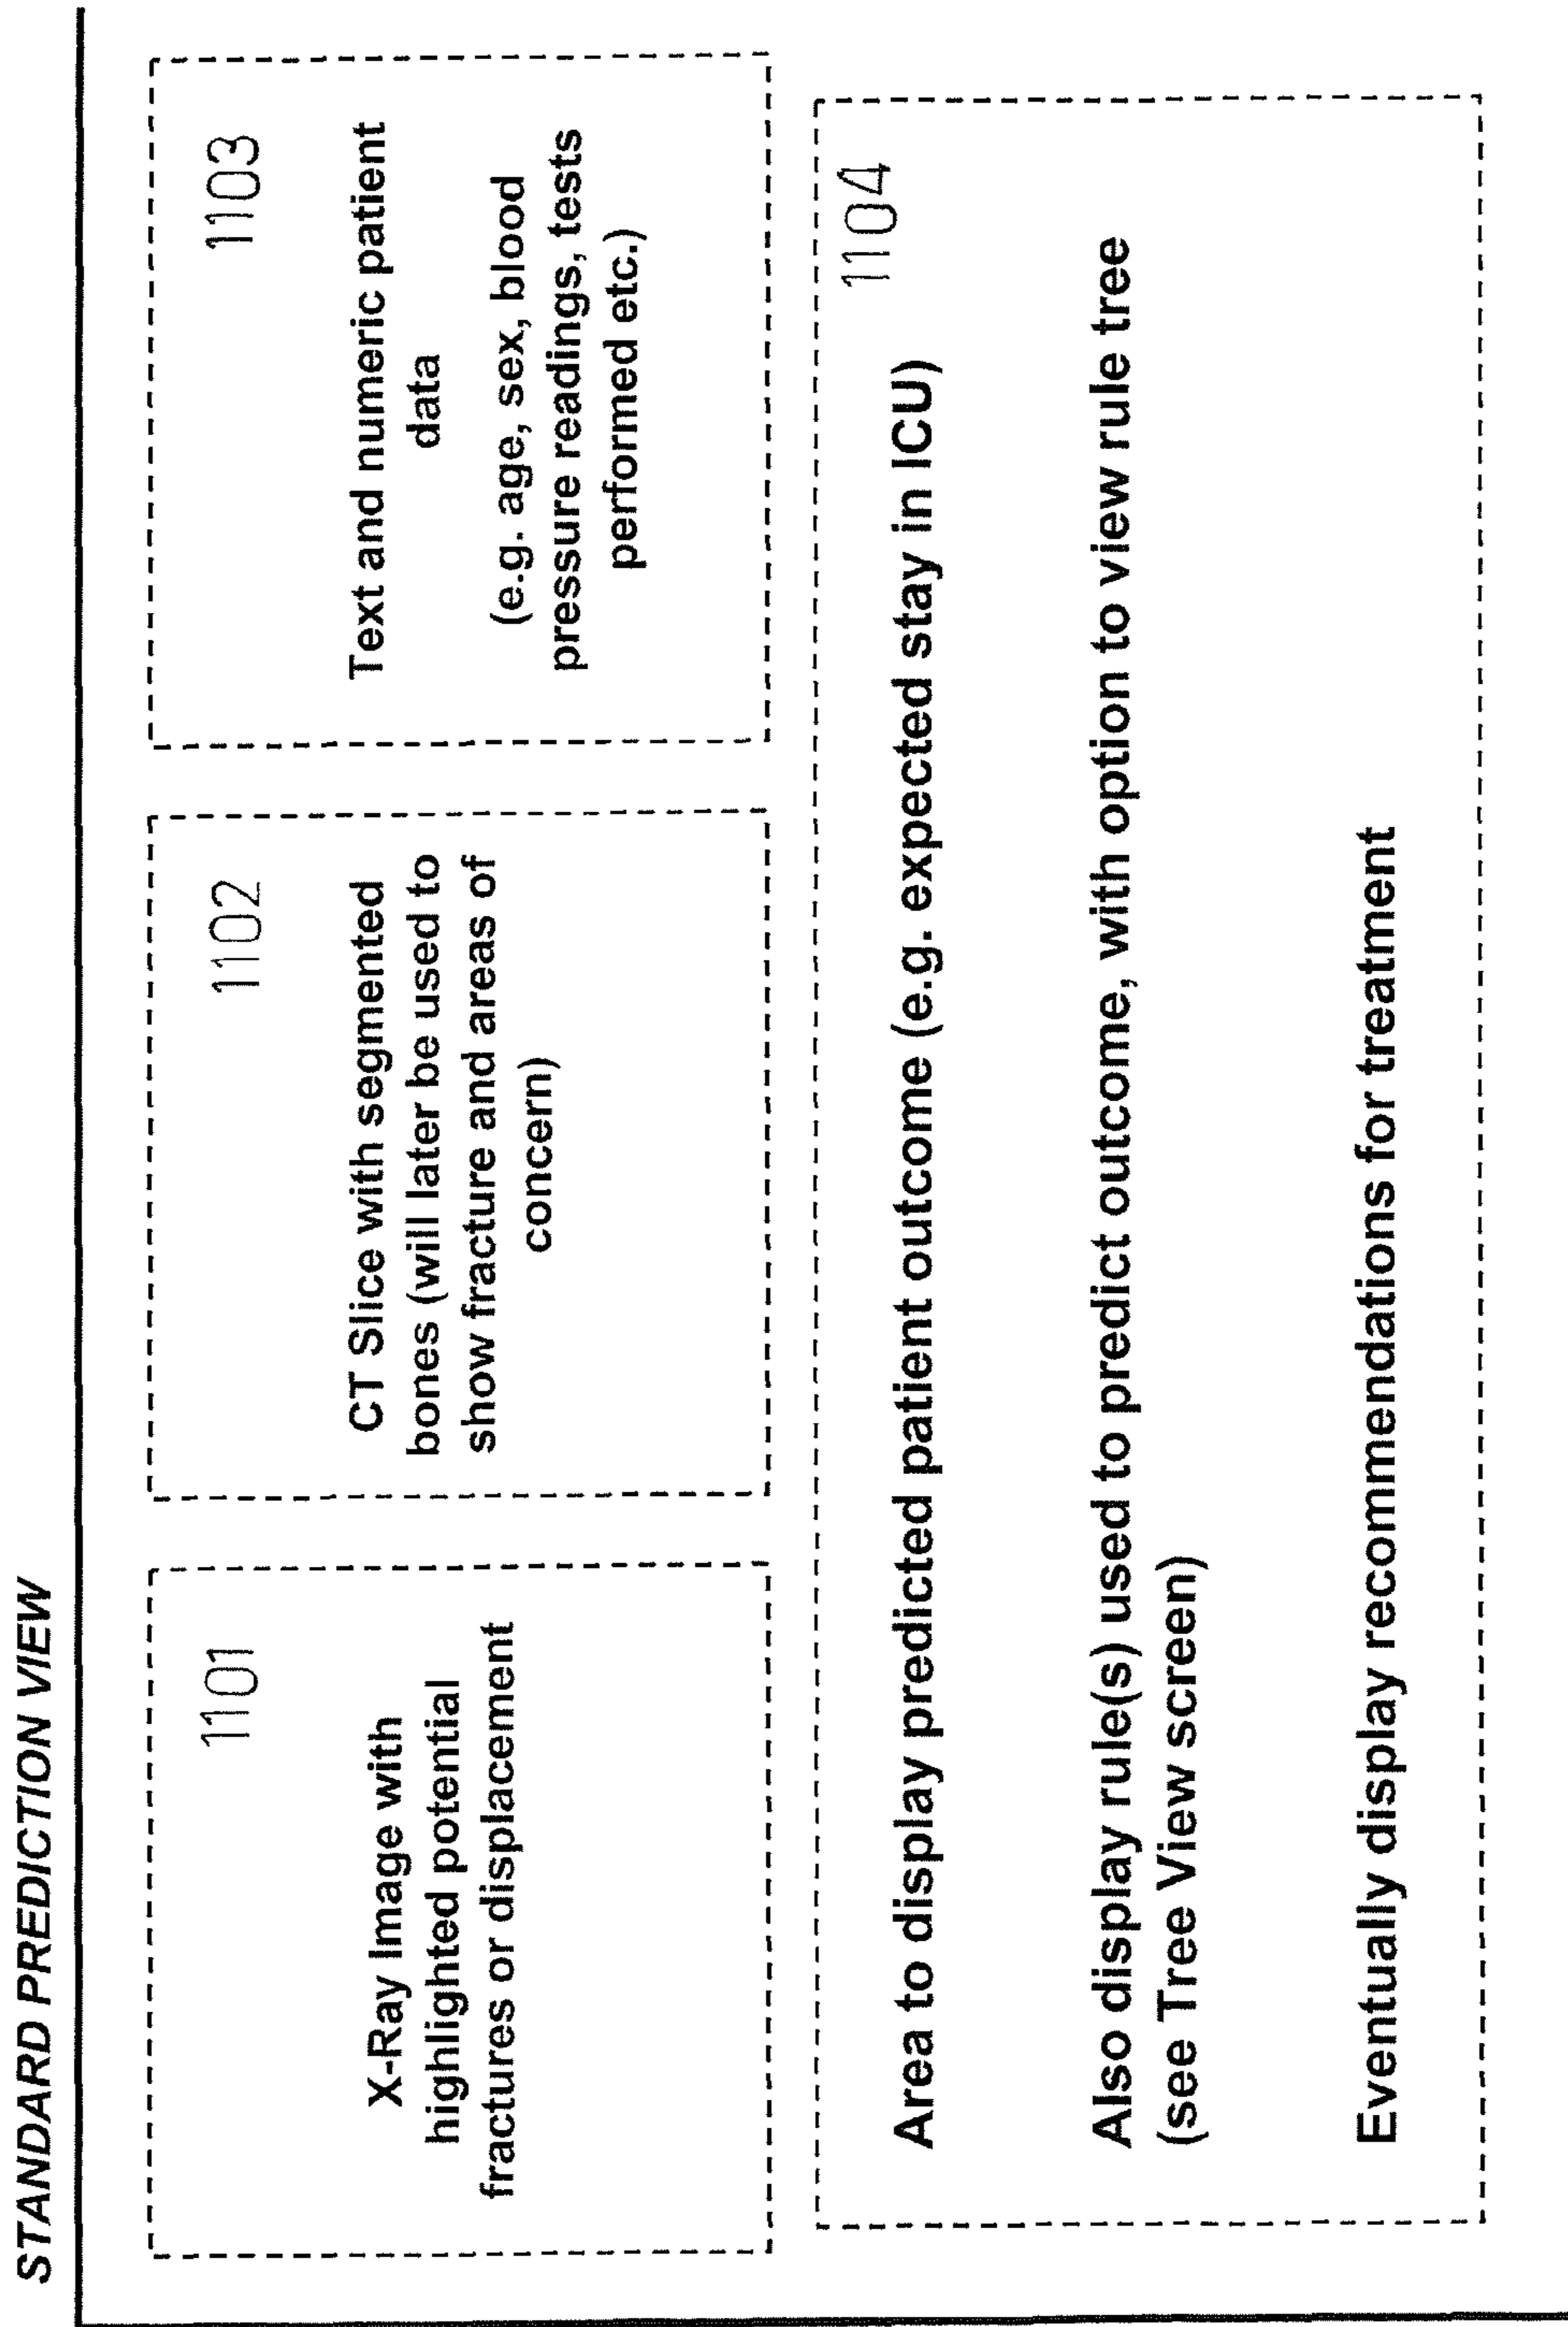 STANDARD PREDICTION VIEW
1101
X-Ray Image with
highlighted potential
fractures or displacement
1102
CT Slice with segmented
bones (will later be used to
show fracture and areas of
concern)
1103
Text and numeric patient
data
(e.g. age, sex, blood
pressure readings, tests
performed etc.)
1104
Area to display predicted patient outcome (e.g. expected stay in ICU)
Also display rule(s) used to predict outcome, with option to view rule tree
(see Tree View screen)
Eventually display recommendations for treatment